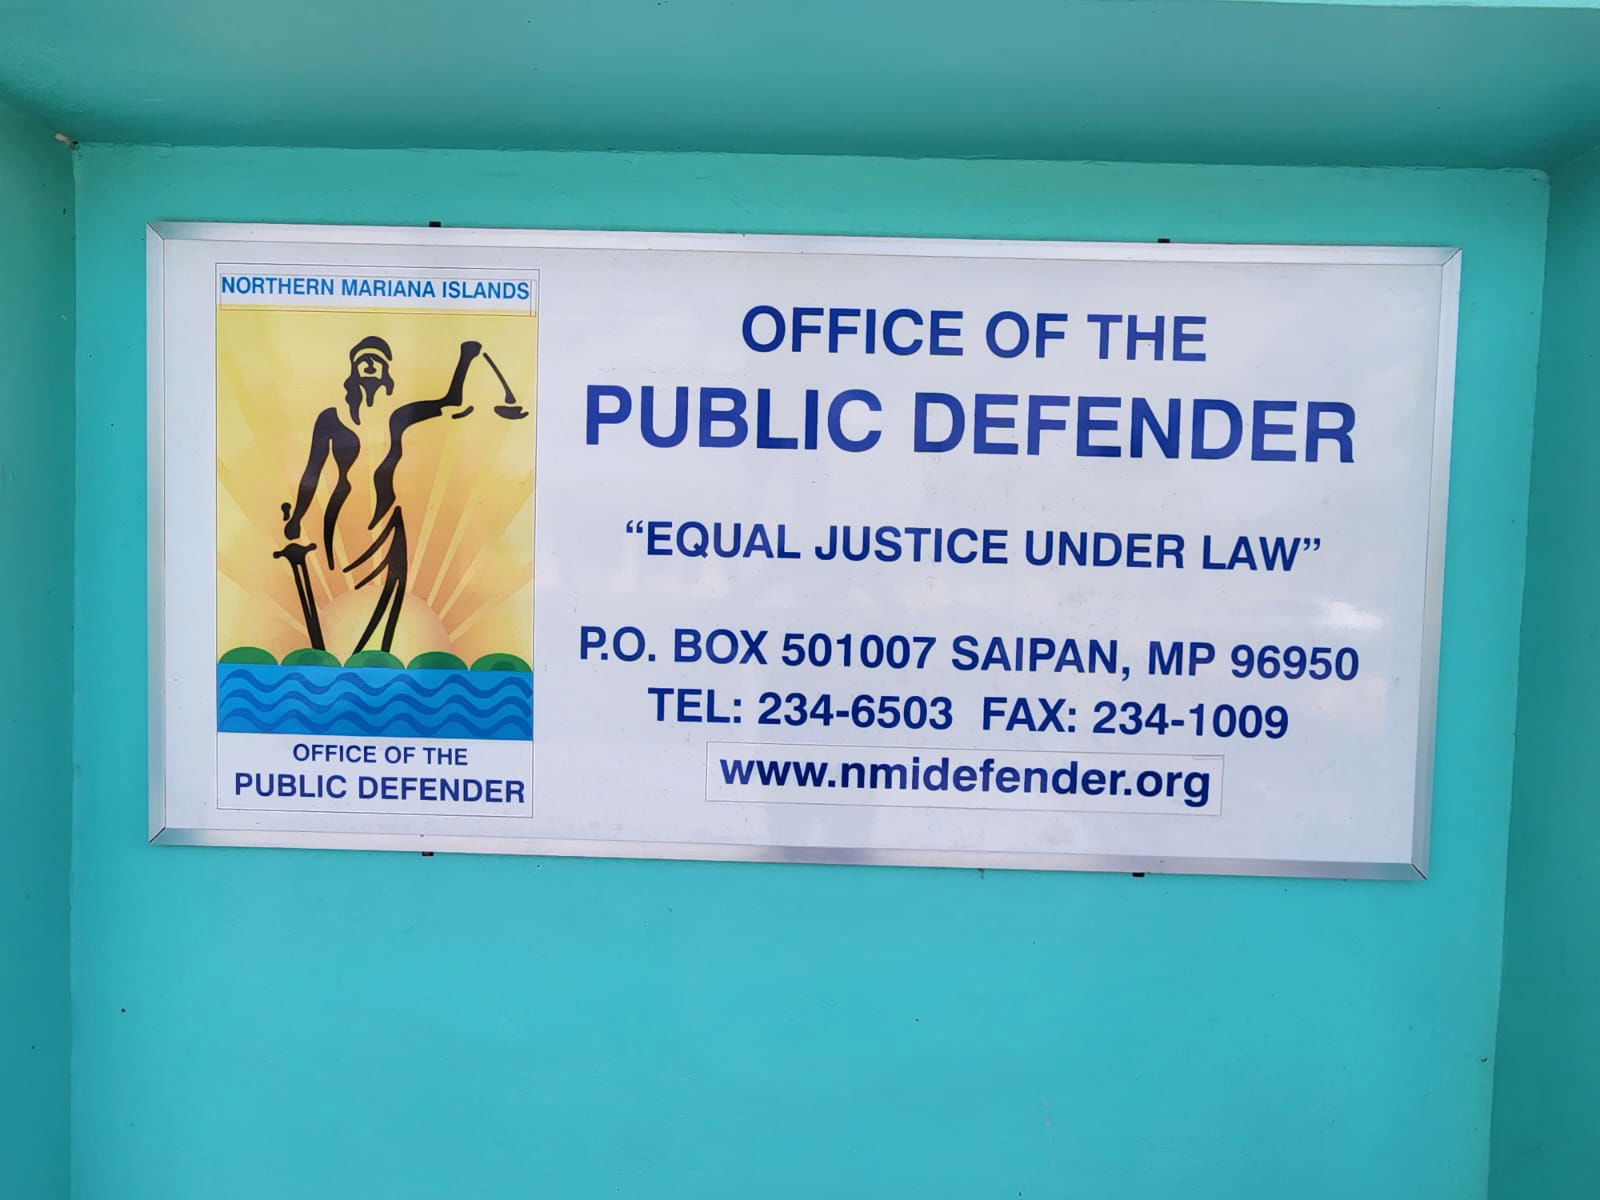 NORTHERN MARIANA ISLANDS
OFFICE OF THE
PUBLIC DEFENDER
OFFICE OF THE
PUBLIC DEFENDER
“EQUAL JUSTICE UNDER LAW”
P.O. BOX 501007 SAIPAN, MP 96950
TEL: 234-6503 FAX: 234-1009
www.nmidefender.org